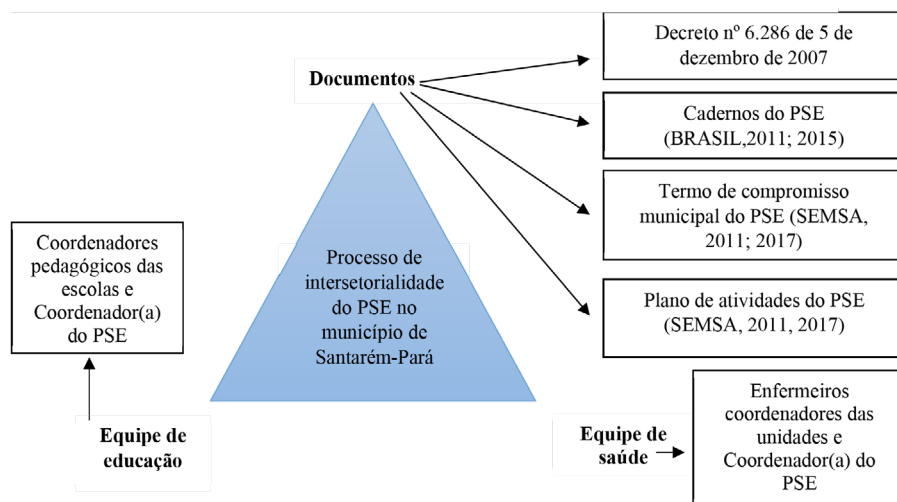 Documentos
Decreto nº 6.286 de 5 de
dezembro de 2007
Cadernos do PSE
(BRASIL,2011; 2015)
Termo de compromisso
municipal do PSE (SEMSA,
2011; 2017)
Plano de atividades do PSE
(SEMSA, 2011, 2017)
Coordenadores
pedagógicos das
escolas e
Coordenador(a)
do PSE
Processo de
intersetorialidade
do PSE no
município de
Santarém-Pará
Equipe de
educação
Equipe de
saúde
Enfermeiros
coordenadores das
unidades e
Coordenador(a) do
PSE